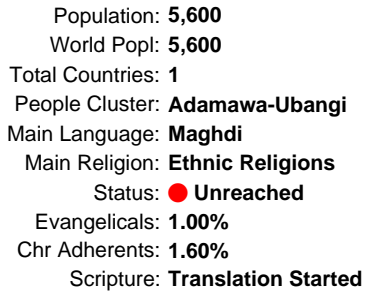 Population: 5,600
World Popl: 5,600
Total Countries: 1
People Cluster: Adamawa-Ubangi
Main Language: Maghdi
Main Religion: Ethnic Religions
Status: Unreached
Evangelicals: 1.00%
Chr Adherents: 1.60%
Scripture: Translation Started